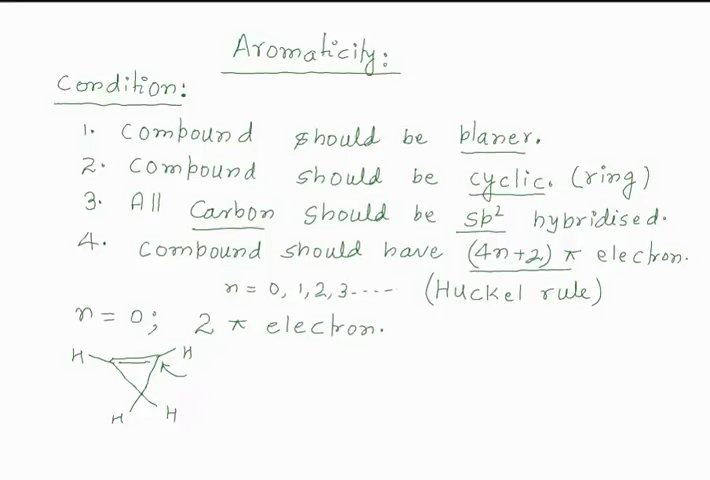 Aromaticity:
Condition:
1. Compound should be planer.
2. Compound should be cyclic. (ring)
3. All Carbon should be sp² hybridised.
4. Compound should have (4n+2) π electron.
n = 0, 1, 2, 3---- (Huckel rule)
n = 0; 2 π electron.
H H
H H